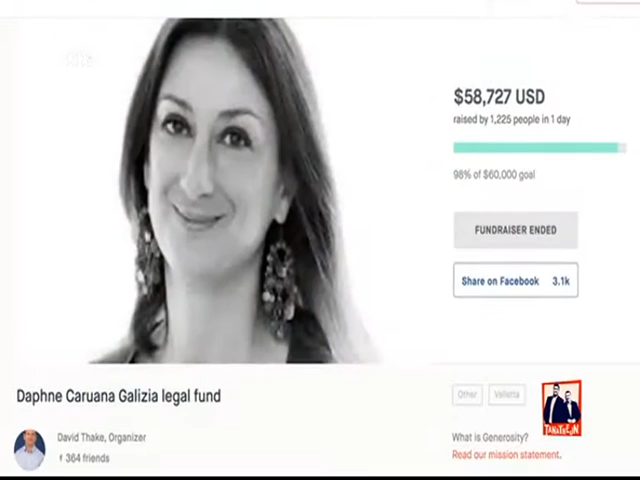 $58,727 USD
raised by 1,225 people in 1 day
98% of $60,000 goal
FUNDRAISER ENDED
Share on Facebook 3.1k
Daphne Caruana Galizia legal fund
Other Valletta
David Thake, Organizer
364 friends
What is Generosity?
Read our mission statement.